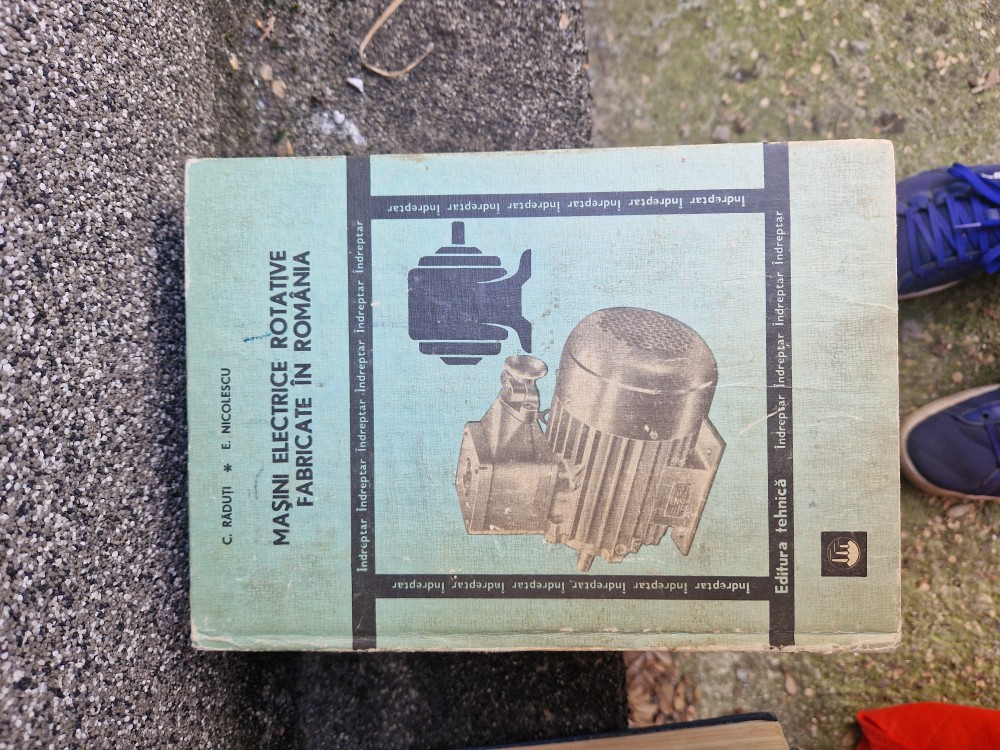 C. RĂDUȚI * E. NICOLESCU
MAȘINI ELECTRICE ROTATIVE
FABRICATE ÎN ROMÂNIA
Îndreptar Îndreptar Îndreptar Îndreptar Îndreptar
Îndreptar Îndreptar Îndreptar Îndreptar Îndreptar Îndreptar
Îndreptar Îndreptar Îndreptar Îndreptar Îndreptar Îndreptar
Editura tehnică Îndreptar Îndreptar Îndreptar Îndreptar